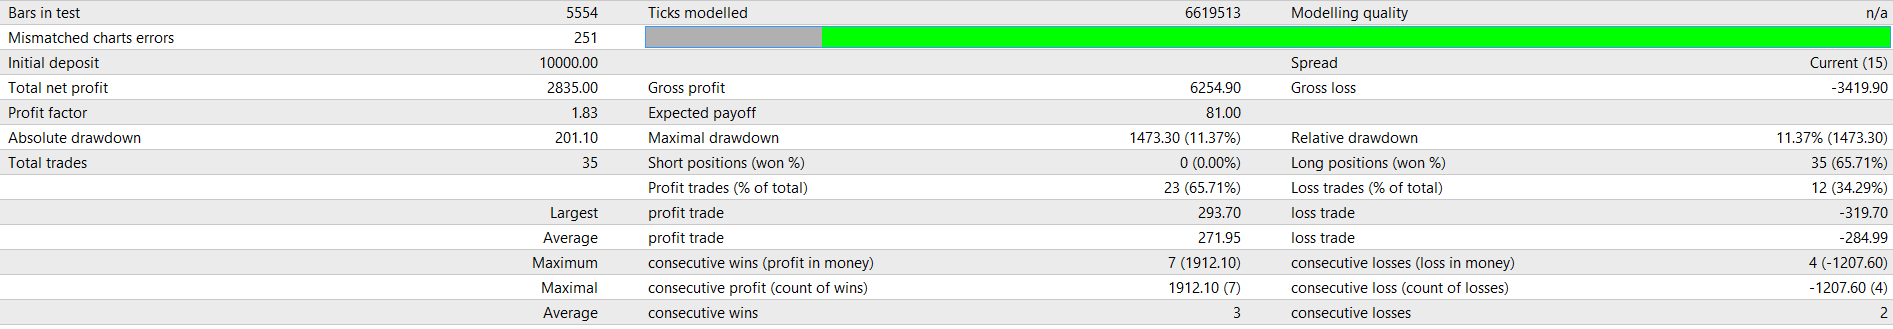 Bars in test 5554 Ticks modelled 6619513 Modelling quality n/a
Mismatched charts errors 251
Initial deposit 10000.00 Spread Current (15)
Total net profit 2835.00 Gross profit 6254.90 Gross loss -3419.90
Profit factor 1.83 Expected payoff 81.00
Absolute drawdown 201.10 Maximal drawdown 1473.30 (11.37%) Relative drawdown 11.37% (1473.30)
Total trades 35 Short positions (won %) 0 (0.00%) Long positions (won %) 35 (65.71%)
Profit trades (% of total) 23 (65.71%) Loss trades (% of total) 12 (34.29%)
Largest profit trade 293.70 loss trade -319.70
Average profit trade 271.95 loss trade -284.99
Maximum consecutive wins (profit in money) 7 (1912.10) consecutive losses (loss in money) 4 (-1207.60)
Maximal consecutive profit (count of wins) 1912.10 (7) consecutive loss (count of losses) -1207.60 (4)
Average consecutive wins 3 consecutive losses 2